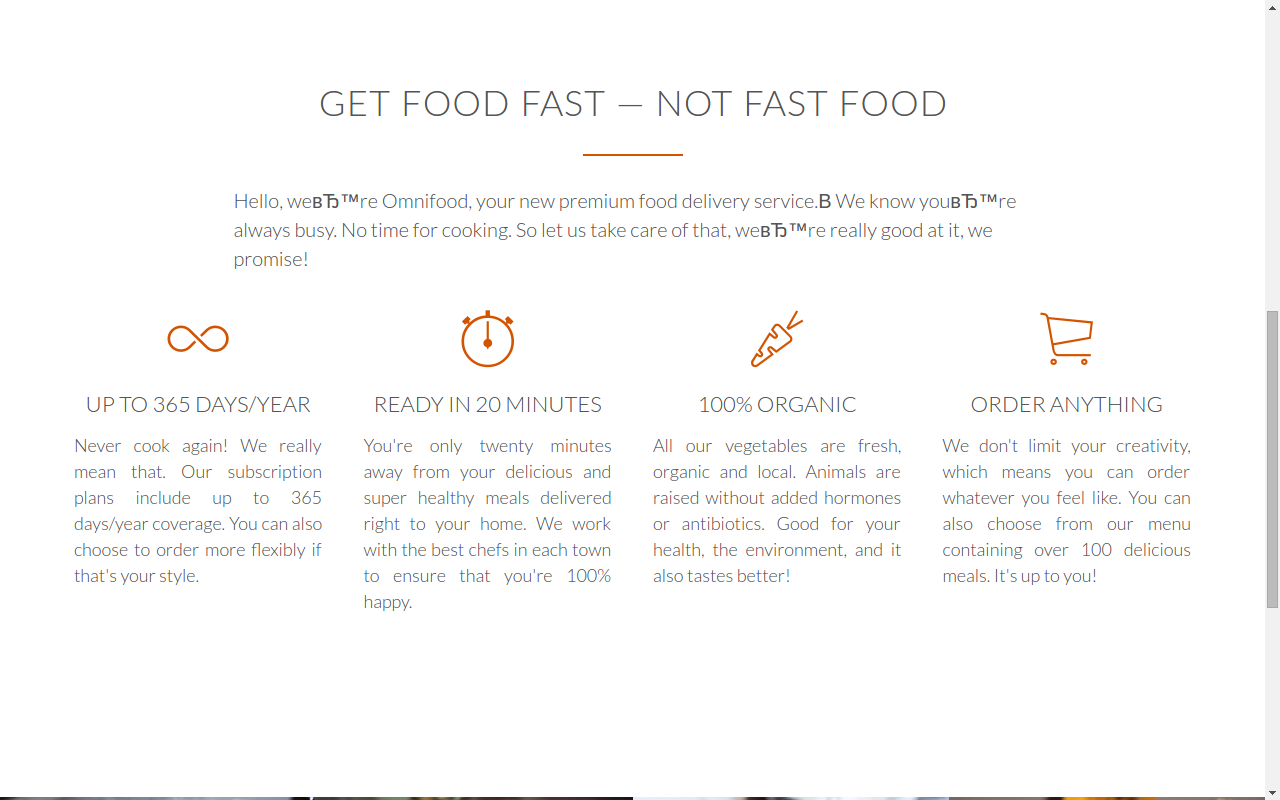 GET FOOD FAST — NOT FAST FOOD
Hello, weвЂ™re Omnifood, your new premium food delivery service.В We know youвЂ™re
always busy. No time for cooking. So let us take care of that, weвЂ™re really good at it, we
promise!
UP TO 365 DAYS/YEAR
Never cook again! We really
mean that. Our subscription
plans include up to 365
days/year coverage. You can also
choose to order more flexibly if
that's your style.
READY IN 20 MINUTES
You're only twenty minutes
away from your delicious and
super healthy meals delivered
right to your home. We work
with the best chefs in each town
to ensure that you're 100%
happy.
100% ORGANIC
All our vegetables are fresh,
organic and local. Animals are
raised without added hormones
or antibiotics. Good for your
health, the environment, and it
also tastes better!
ORDER ANYTHING
We don't limit your creativity,
which means you can order
whatever you feel like. You can
also choose from our menu
containing over 100 delicious
meals. It's up to you!